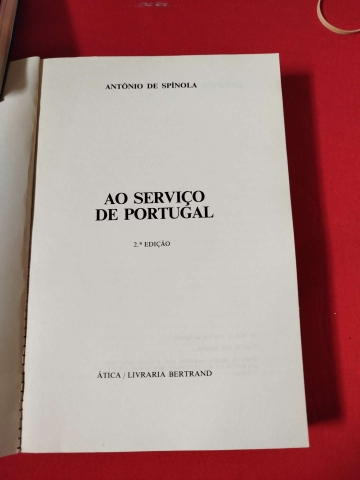 ANTÓNIO DE SPÍNOLA
AO SERVIÇO
DE PORTUGAL
2.ª EDIÇÃO
ÁTICA / LIVRARIA BERTRAND